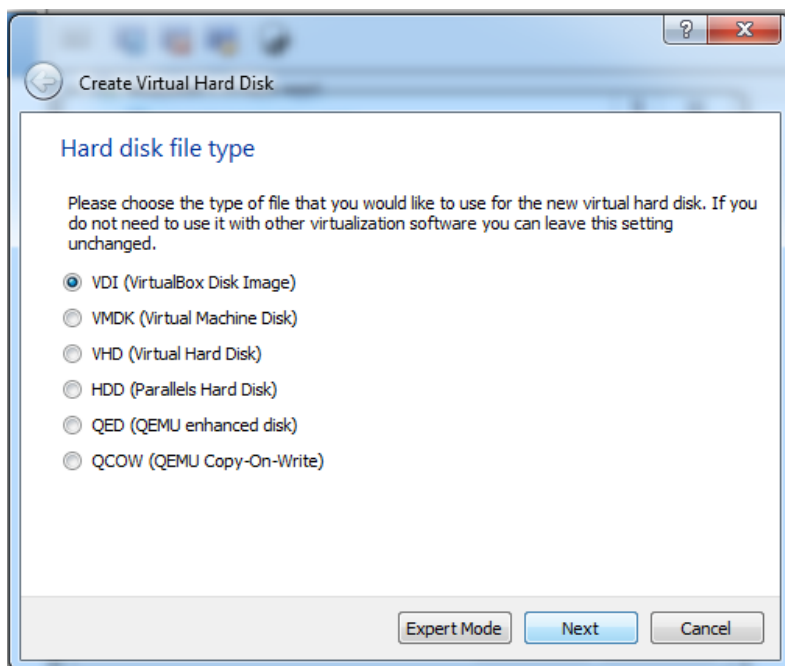 Create Virtual Hard Disk
Hard disk file type
Please choose the type of file that you would like to use for the new virtual hard disk. If you
do not need to use it with other virtualization software you can leave this setting
unchanged.
VDI (VirtualBox Disk Image)
VMDK (Virtual Machine Disk)
VHD (Virtual Hard Disk)
HDD (Parallels Hard Disk)
QED (QEMU enhanced disk)
QCOW (QEMU Copy-On-Write)
Expert Mode Next Cancel